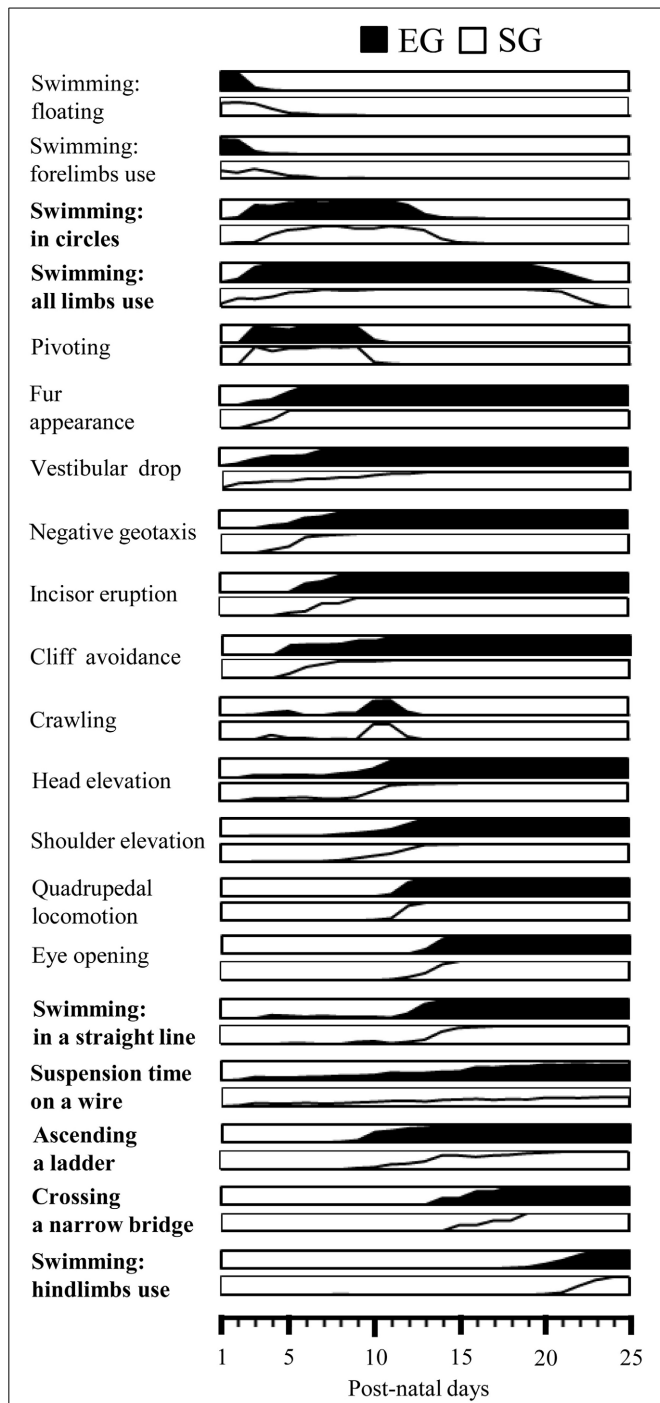 EG SG
Swimming:
floating
Swimming:
forelimbs use
Swimming:
in circles
Swimming:
all limbs use
Pivoting
Fur
appearance
Vestibular drop
Negative geotaxis
Incisor eruption
Cliff avoidance
Crawling
Head elevation
Shoulder elevation
Quadrupedal
locomotion
Eye opening
Swimming:
in a straight line
Suspension time
on a wire
Ascending
a ladder
Crossing
a narrow bridge
Swimming:
hindlimbs use
1 5 10 15 20 25
Post-natal days